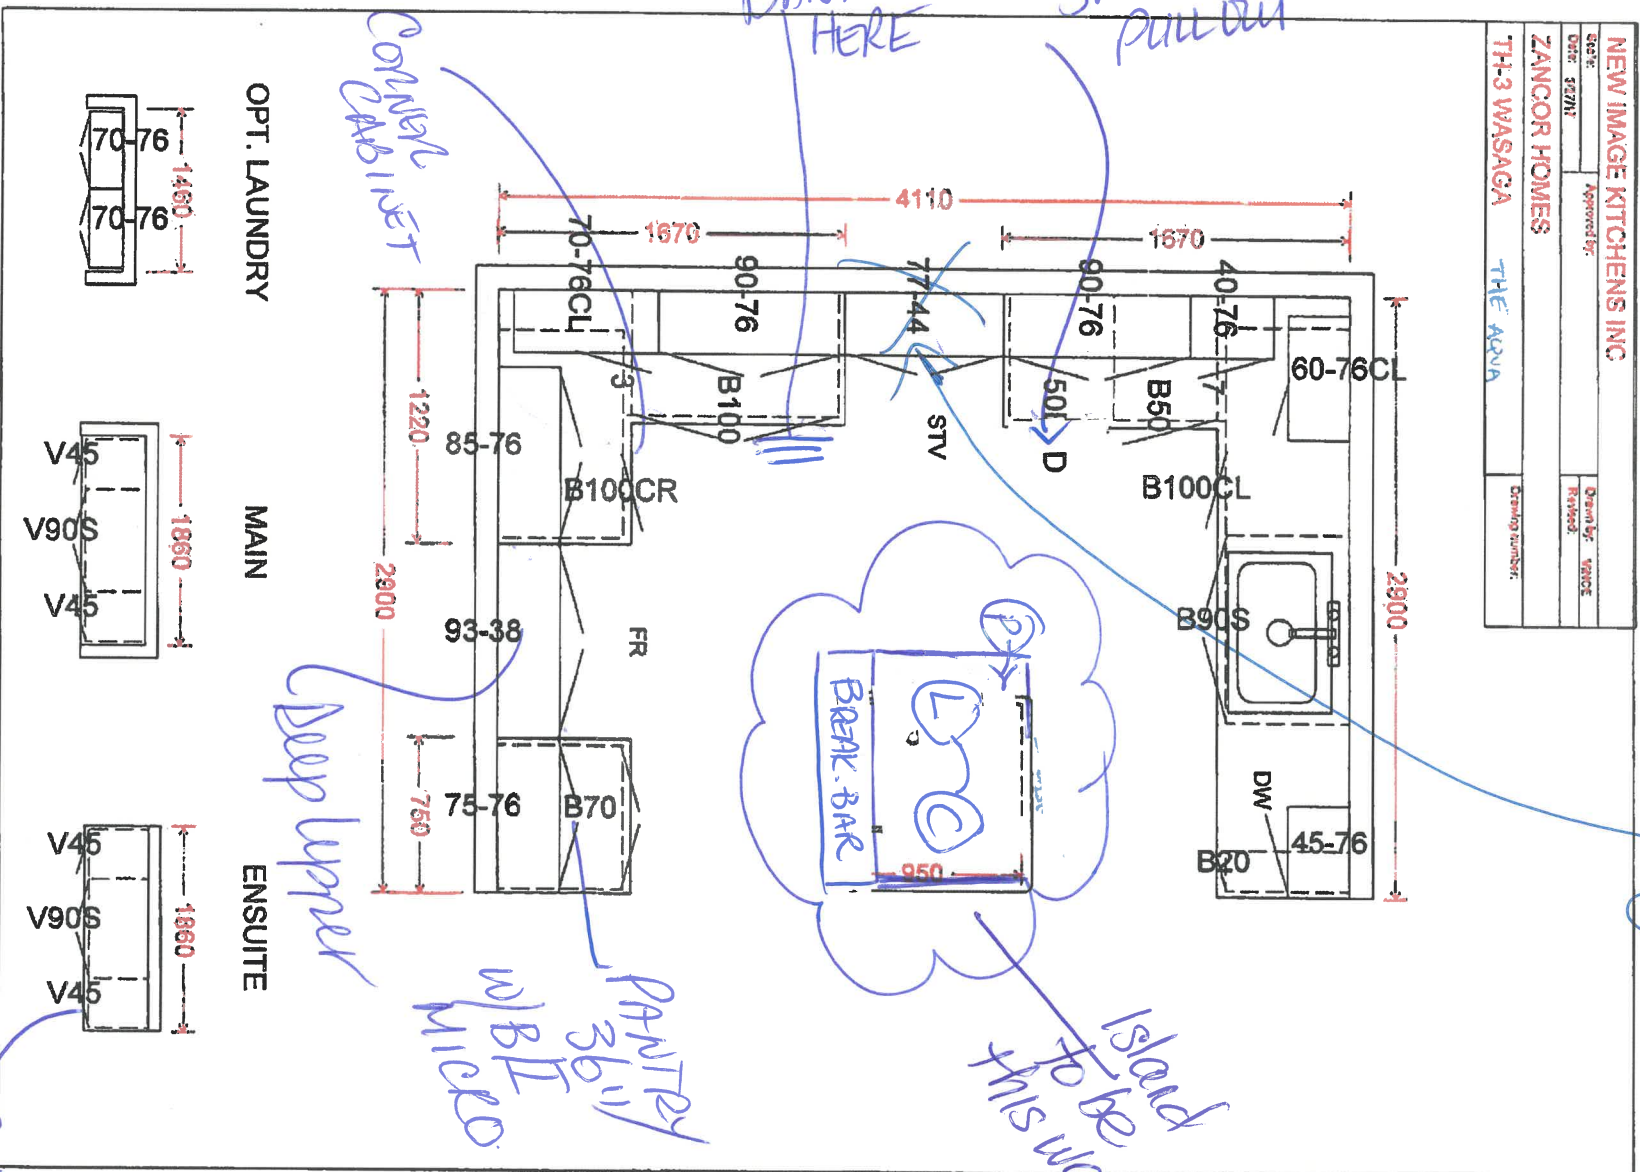 NEW IMAGE KITCHENS INC
Scale:
Approved by:
Drawn by: VINCE
Date:
Revised:
ZANCOR HOMES
TH-3 WASAGA
THE AQUA
Drawing number:
HERE
PULL OUT
CORNER
CABINET
4110
1670
1670
70-76CL
90-76
77-44
90-76
40-76
60-76CL
3
B100
STV
50
D
B50
7
B100CL
1220
85-76
B100CR
2900
2900
93-38
FR
B90S
P
L
C
BREAK-BAR
950
750
75-76
B70
DW
45-76
B20
Deep Upper
PANTRY
36"
W/BI
MICRO
Island
to be
this
OPT. LAUNDRY
1460
70-76
70-76
MAIN
1860
V45
V90S
V45
ENSUITE
1860
V45
V90S
V45